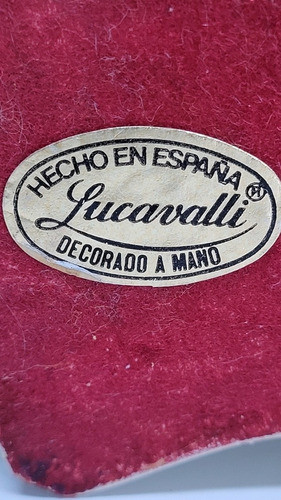 HECHO EN ESPAÑA ®
Lucavalli
DECORADO A MANO